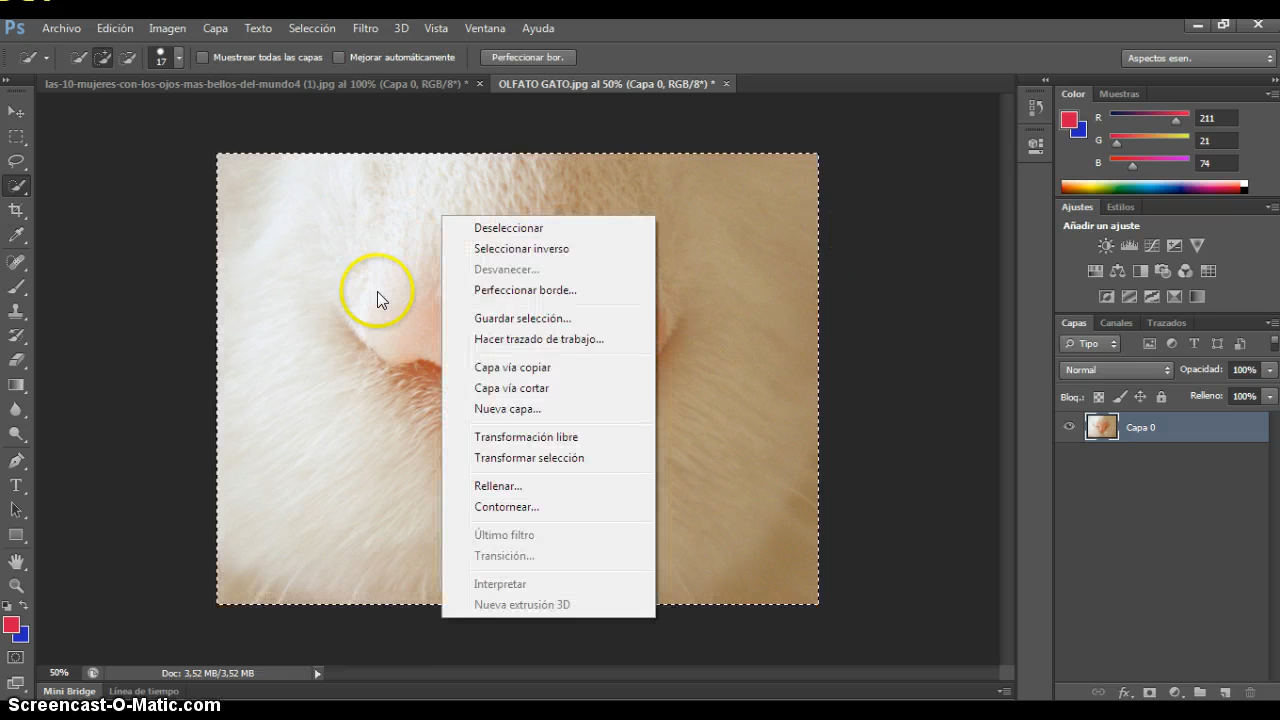 Ps Archivo Edición Imagen Capa Texto Selección Filtro 3D Vista Ventana Ayuda
17 Muestrear todas las capas Mejorar automáticamente Perfeccionar bor. Aspectos esen.
las-10-mujeres-con-los-ojos-mas-bellos-del-mundo4 (1).jpg al 100% (Capa 0, RGB/8*) * × OLFATO GATO.jpg al 50% (Capa 0, RGB/8*) * ×
Color Muestras
R 211
G 21
B 74
Ajustes Estilos
Añadir un ajuste
Capas Canales Trazados
Tipo
Normal Opacidad: 100%
Bloq.: Relleno: 100%
Capa 0
Deseleccionar
Seleccionar inverso
Desvanecer...
Perfeccionar borde...
Guardar selección...
Hacer trazado de trabajo...
Capa vía copiar
Capa vía cortar
Nueva capa...
Transformación libre
Transformar selección
Rellenar...
Contornear...
Último filtro
Transición...
Interpretar
Nueva extrusión 3D
50% Doc: 3,52 MB/3,52 MB
Mini Bridge Línea de tiempo
Screencast-O-Matic.com